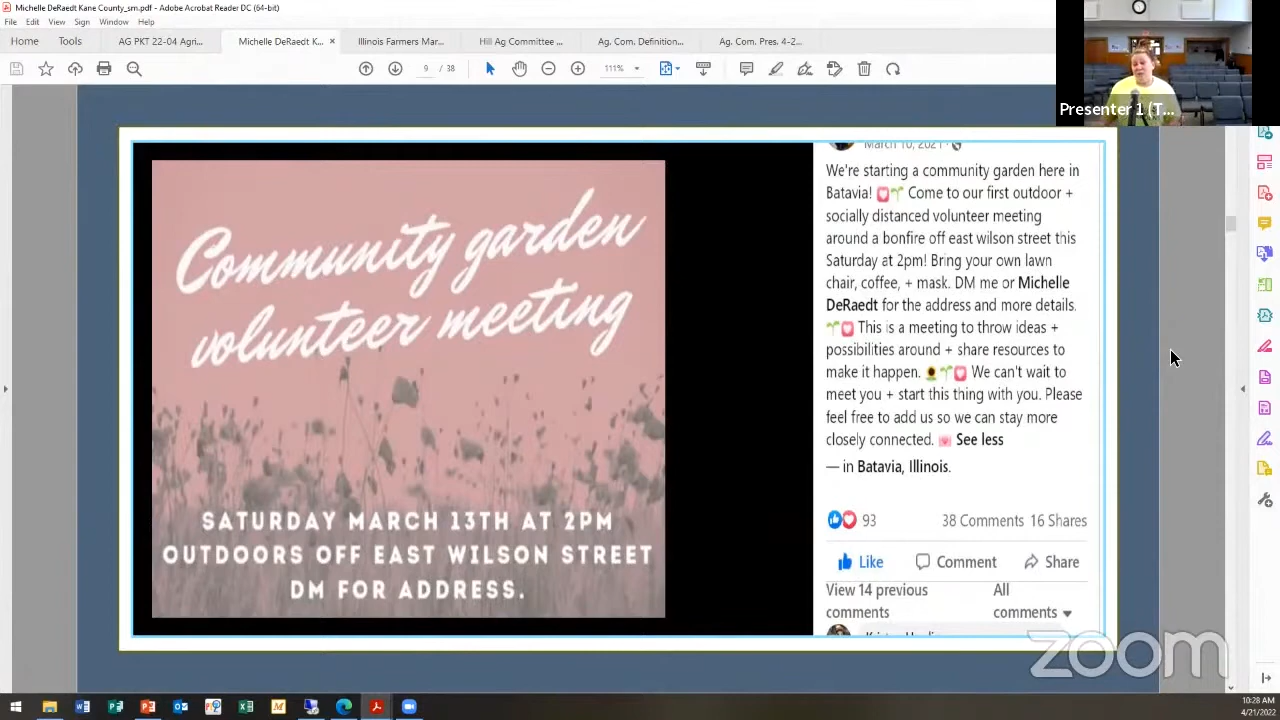 Michelle DeRaedt Kane County_sm.pdf - Adobe Acrobat Reader DC (64-bit)
File Edit View Sign Window Help
Home Tools AG PKT 22-04 Agri... Michelle DeRaedt K... × Illinois Farmers Mar... Hill Ag Committee ... Ag. Com. Definition... Ag. Com. Pres. 4-2...
9 38 111%
Presenter 1 (T...
March 10, 2021
We're starting a community garden here in
Batavia! 💟🌱 Come to our first outdoor +
socially distanced volunteer meeting
around a bonfire off east wilson street this
Saturday at 2pm! Bring your own lawn
chair, coffee, + mask. DM me or Michelle
DeRaedt for the address and more details.
🌱💟 This is a meeting to throw ideas +
possibilities around + share resources to
make it happen. 🌻🌱💟 We can't wait to
meet you + start this thing with you. Please
feel free to add us so we can stay more
closely connected. 💌 See less
— in Batavia, Illinois.
93 38 Comments 16 Shares
Like Comment Share
View 14 previous
comments
All
comments
Community garden
volunteer meeting
SATURDAY MARCH 13TH AT 2PM
OUTDOORS OFF EAST WILSON STREET
DM FOR ADDRESS.
zoom
10:28 AM
4/21/2022